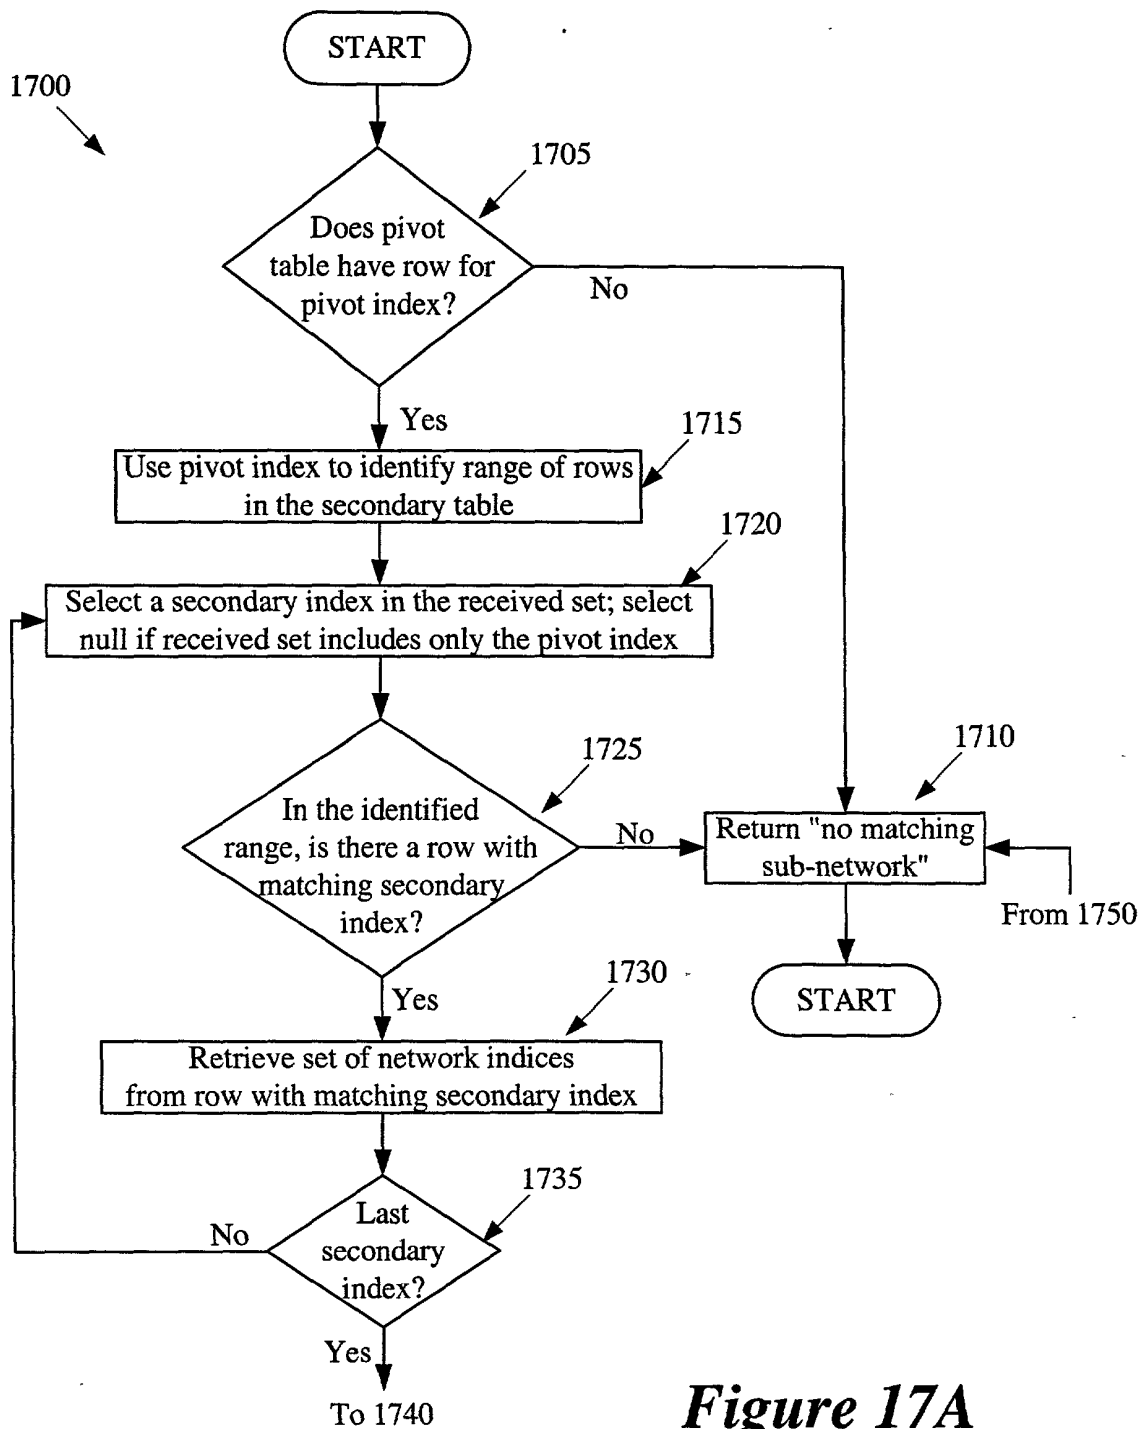 START
1700
1705
Does pivot
table have row for
pivot index?
No
Yes
1715
Use pivot index to identify range of rows
in the secondary table
1720
Select a secondary index in the received set; select
null if received set includes only the pivot index
1725
In the identified
range, is there a row with
matching secondary
index?
No
1710
Return "no matching
sub-network"
From 1750
START
Yes
1730
Retrieve set of network indices
from row with matching secondary index
1735
Last
secondary
index?
No
Yes
To 1740
Figure 17A